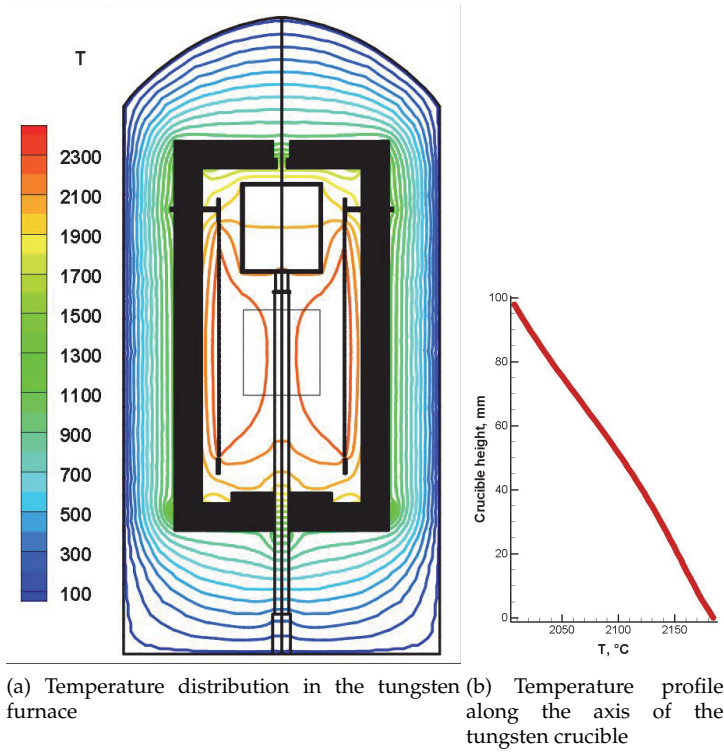 T
2300
2100
1900
1700
1500
1300
1100
900
700
500
300
100
Crucible height, mm
100
80
60
40
20
0
2050 2100 2150
T, °C
(a) Temperature distribution in the tungsten
furnace
(b) Temperature profile
along the axis of the
tungsten crucible